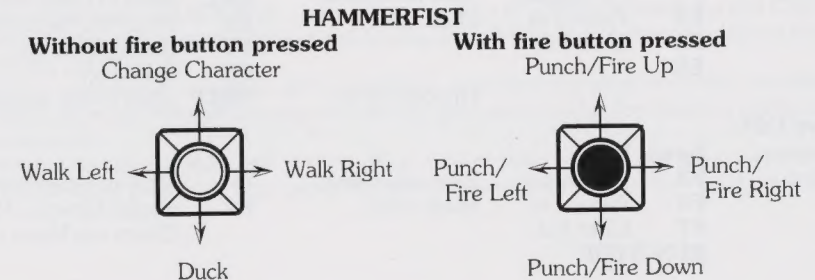 HAMMERFIST
Without fire button pressed
Change Character
Walk Left
Walk Right
Duck
With fire button pressed
Punch/Fire Up
Punch/
Fire Left
Punch/
Fire Right
Punch/Fire Down